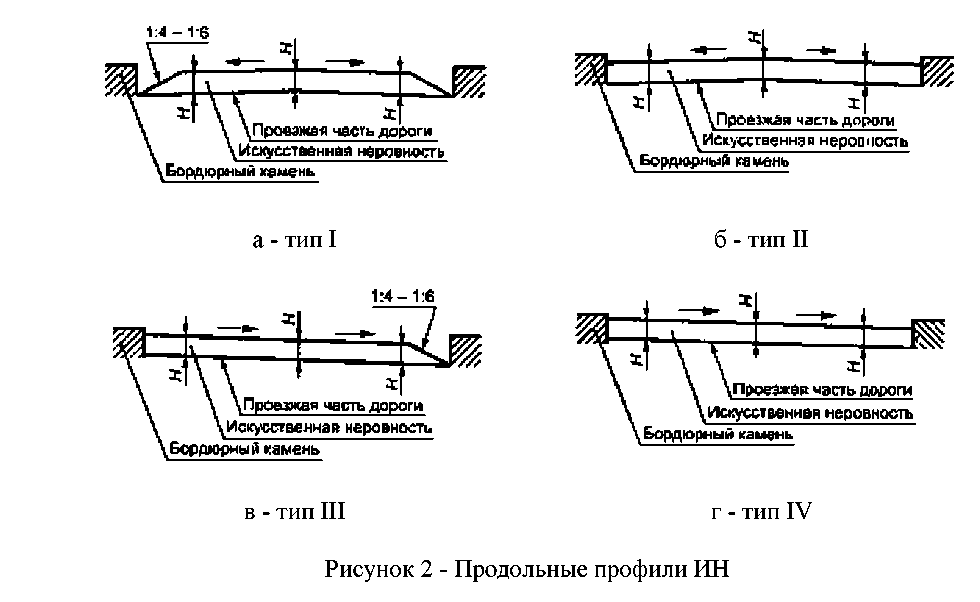 1:4 – 1:6
H
H
H
Проезжая часть дороги
Искусственная неровность
Бордюрный камень
а - тип I
H
H
H
Проезжая часть дороги
Искусственная неровность
Бордюрный камень
б - тип II
1:4 – 1:6
H
H
H
Проезжая часть дороги
Искусственная неровность
Бордюрный камень
в - тип III
H
H
H
Проезжая часть дороги
Искусственная неровность
Бордюрный камень
г - тип IV
Рисунок 2 - Продольные профили ИН